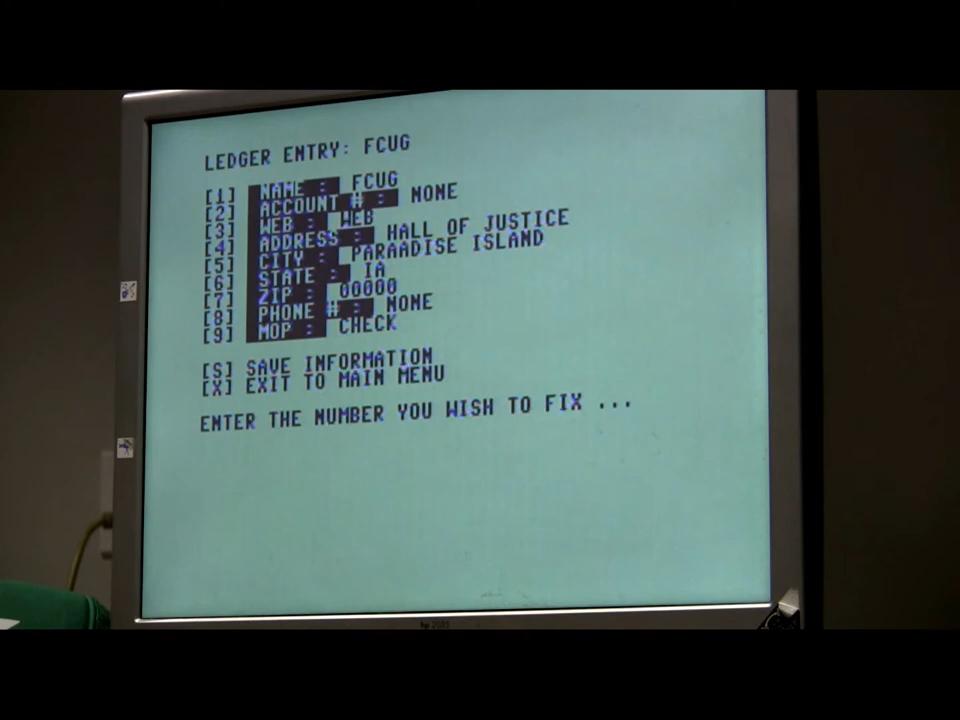 LEDGER ENTRY: FCUG
[1] NAME : FCUG
[2] ACCOUNT # : NONE
[3] WEB : WEB
[4] ADDRESS : HALL OF JUSTICE
[5] CITY : PARAADISE ISLAND
[6] STATE : IA
[7] ZIP : 00000
[8] PHONE # : NONE
[9] MOP : CHECK
[S] SAVE INFORMATION
[X] EXIT TO MAIN MENU
ENTER THE NUMBER YOU WISH TO FIX ...
hp